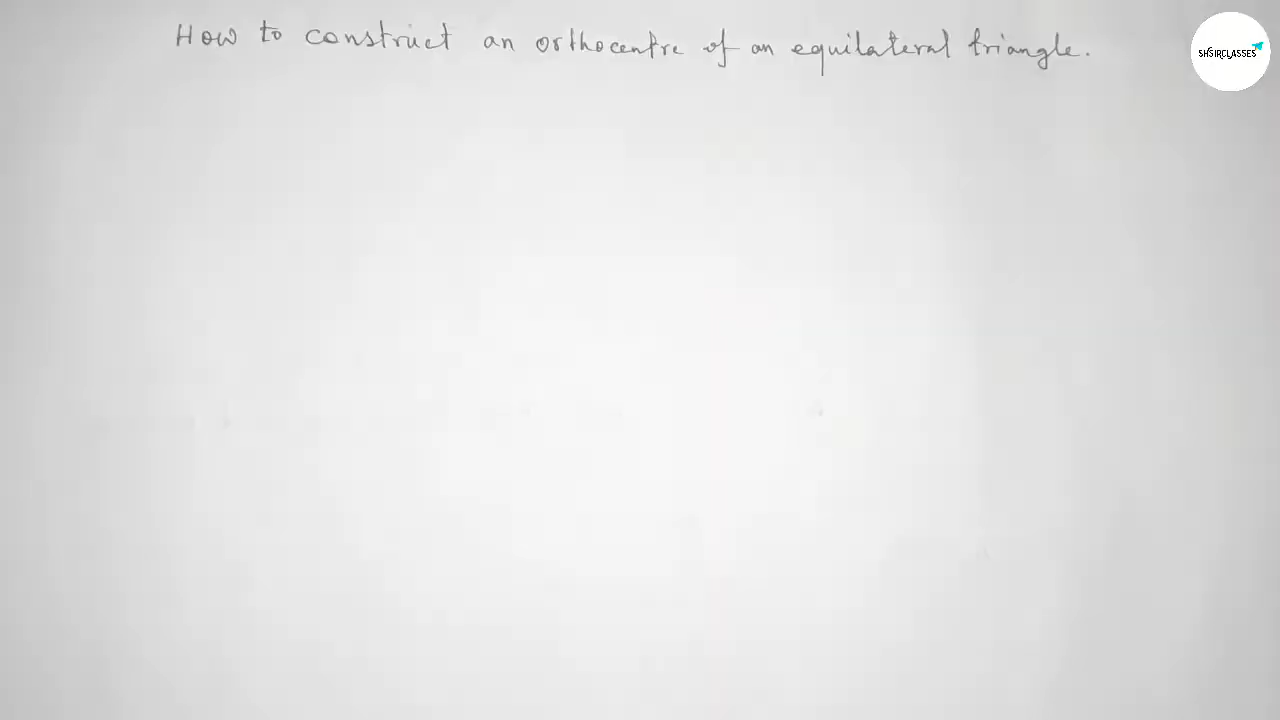 How to construct an orthocentre of an equilateral triangle.
SHSIRCLASSES